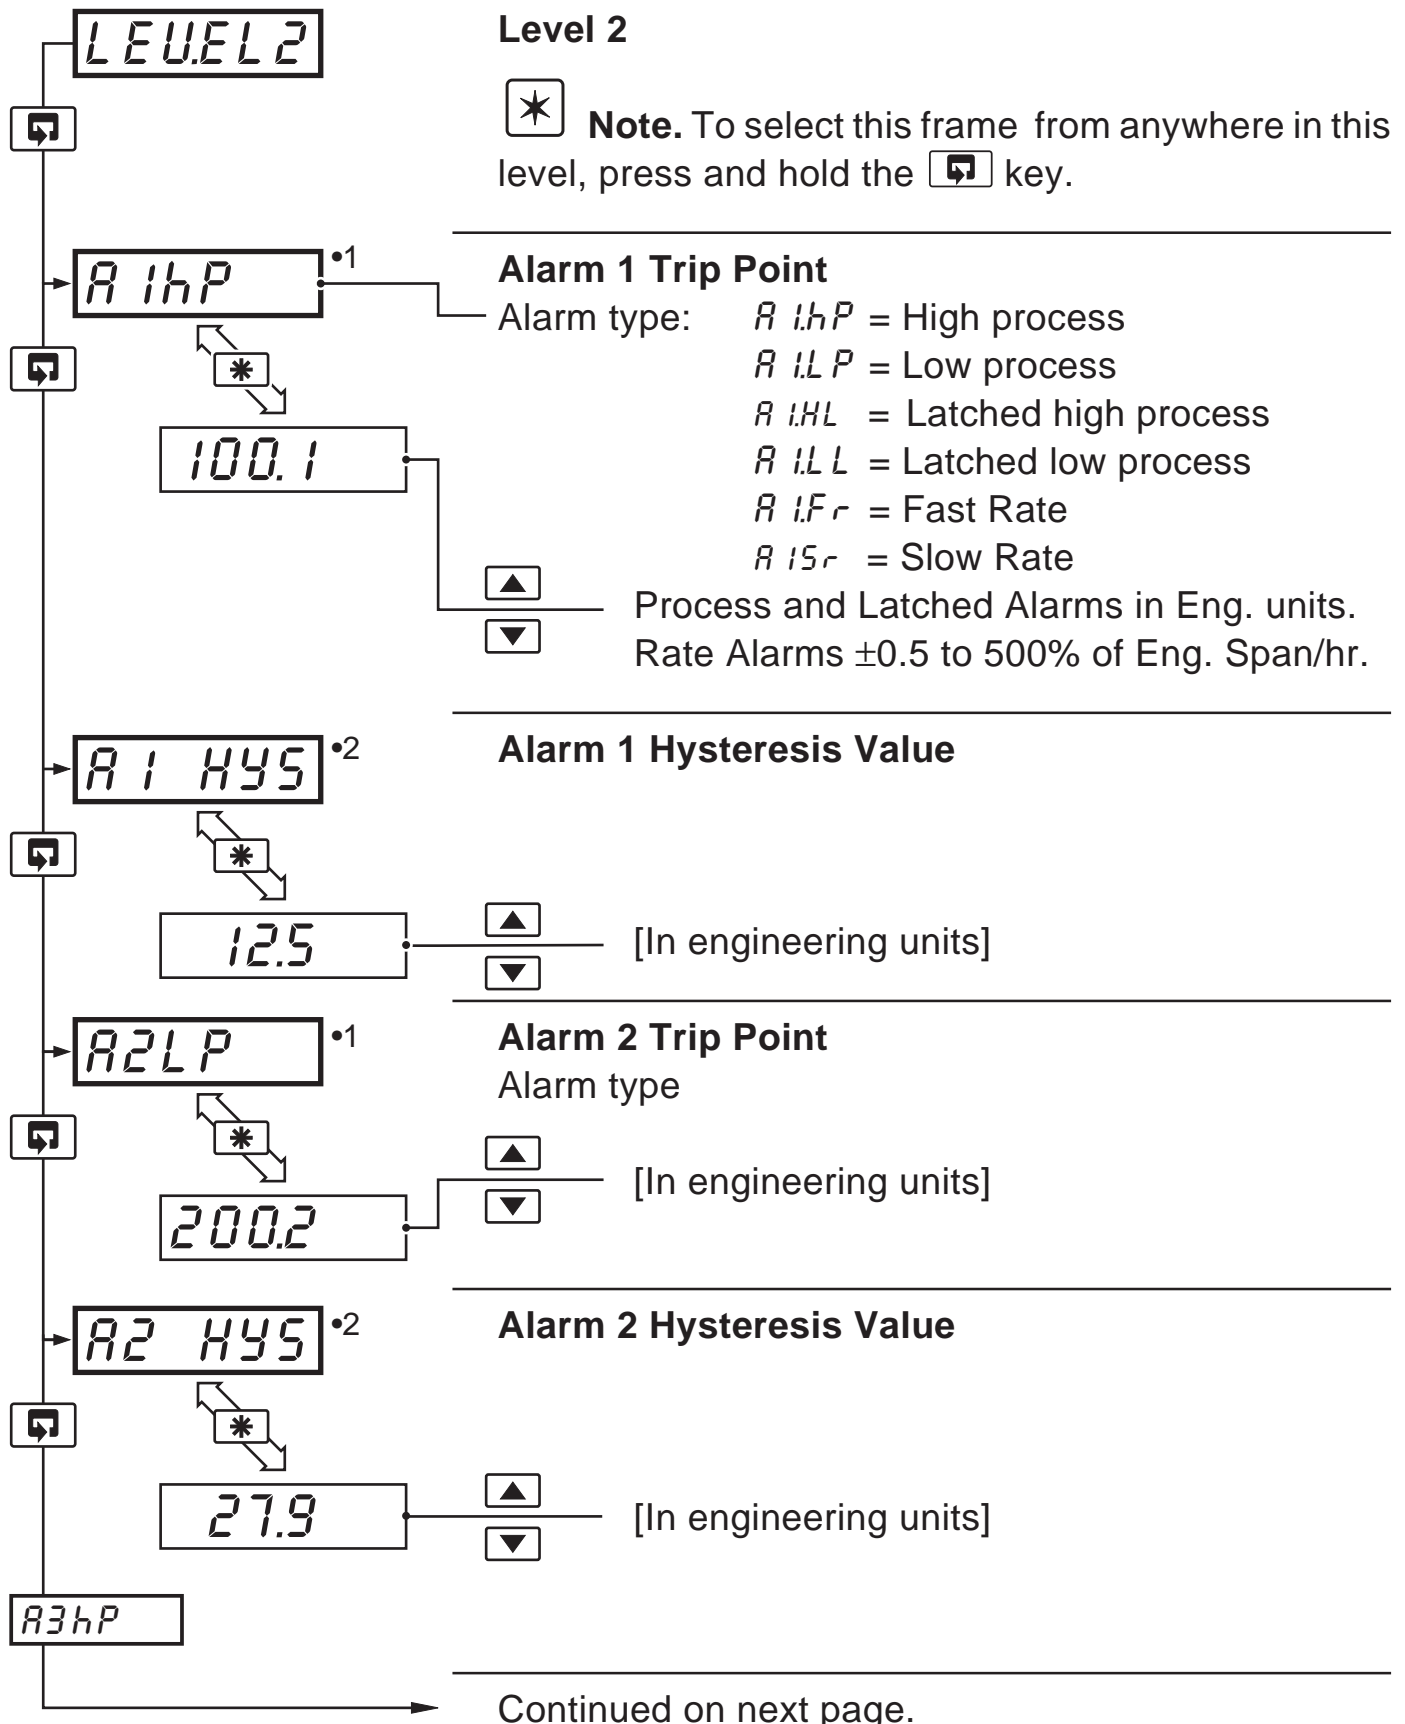 LEV.EL 2
Level 2
Note. To select this frame from anywhere in this
level, press and hold the key.
A1hP •1
Alarm 1 Trip Point
Alarm type: A1.hP = High process
A1.LP = Low process
A1.HL = Latched high process
A1.LL = Latched low process
A1.Fr = Fast Rate
A1Sr = Slow Rate
100.1
Process and Latched Alarms in Eng. units.
Rate Alarms ±0.5 to 500% of Eng. Span/hr.
A1 HYS •2
Alarm 1 Hysteresis Value
12.5
[In engineering units]
A2LP •1
Alarm 2 Trip Point
Alarm type
200.2
[In engineering units]
A2 HYS •2
Alarm 2 Hysteresis Value
27.9
[In engineering units]
A3hP
Continued on next page.